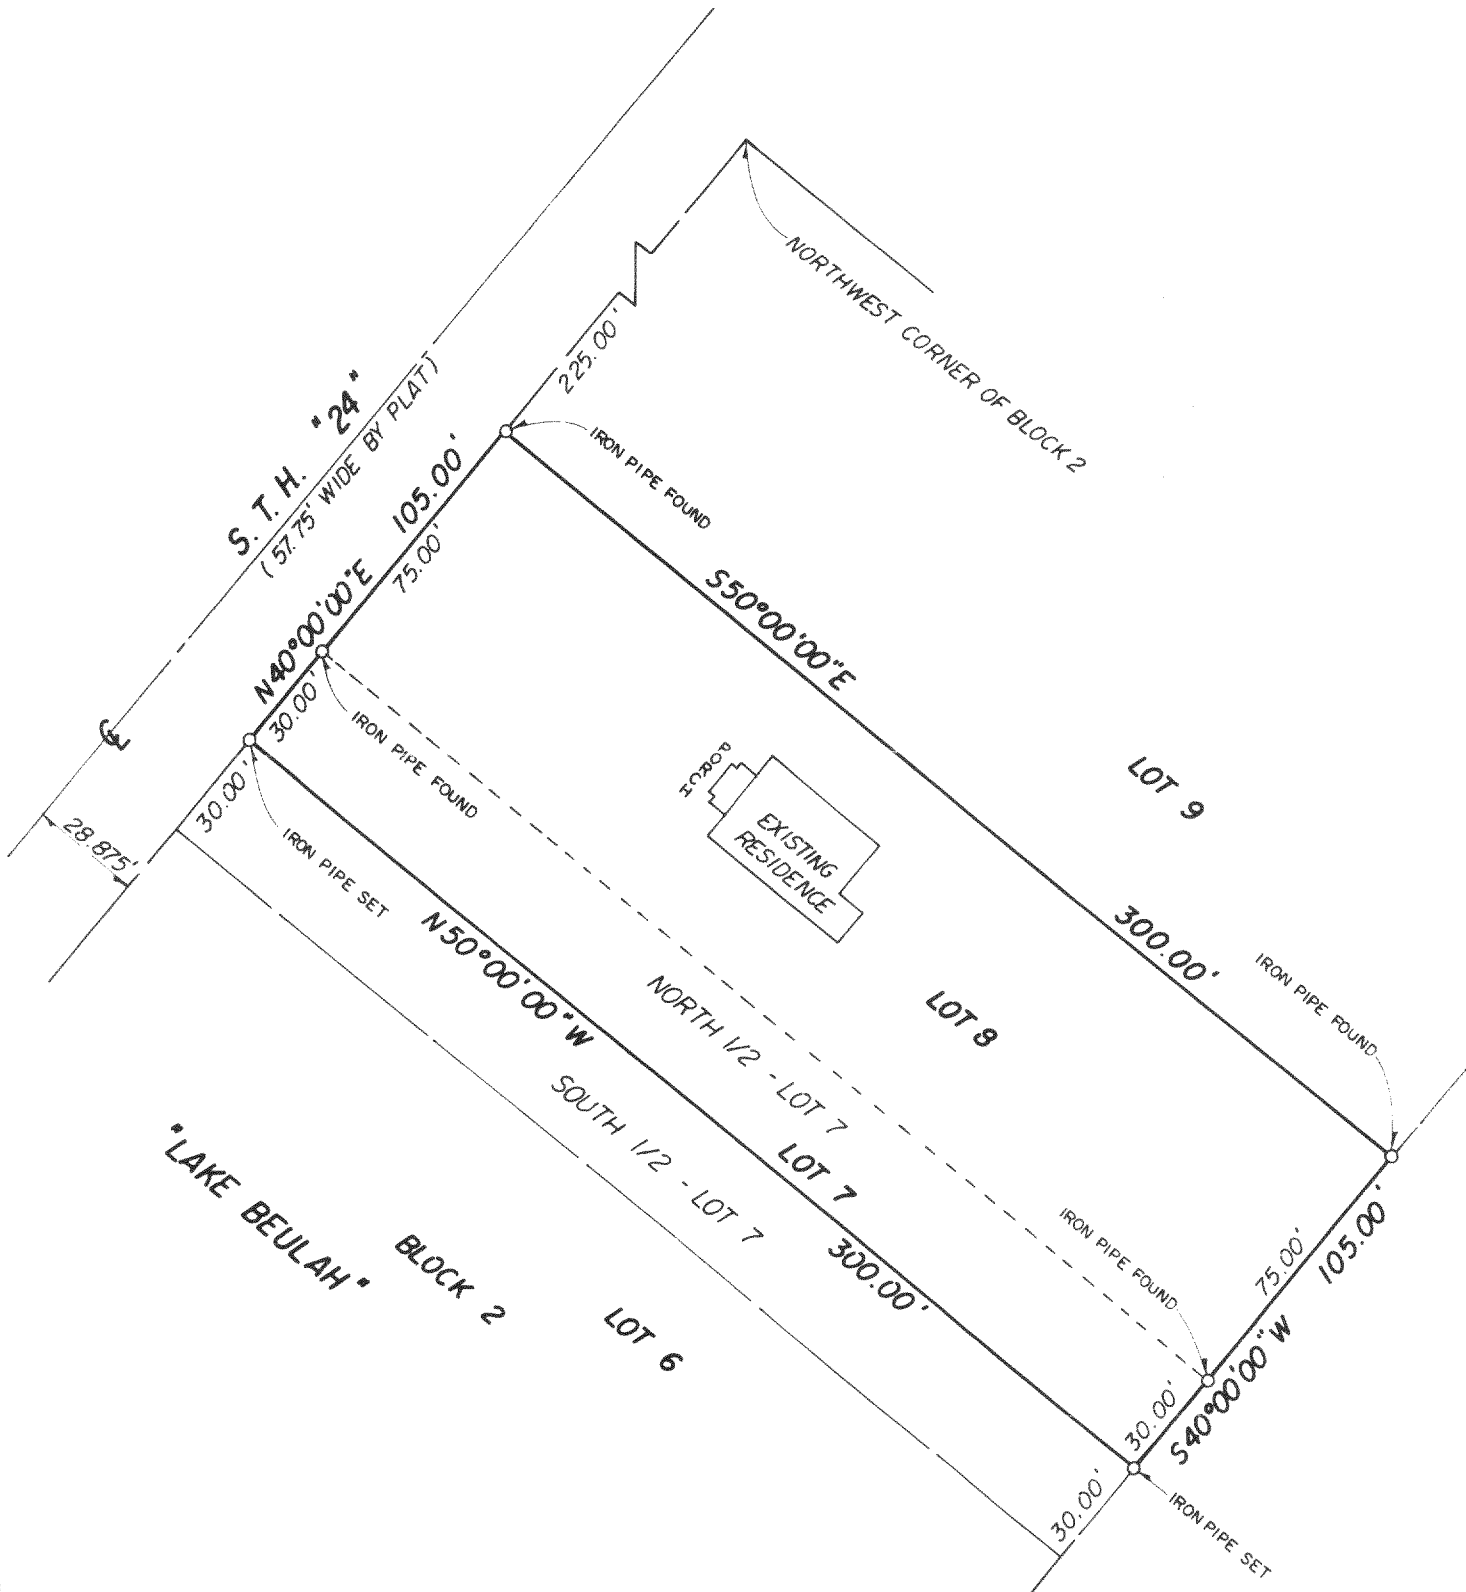 NORTHWEST CORNER OF BLOCK 2
225.00'
S. T. H. "24"
(57.75' WIDE BY PLAT)
IRON PIPE FOUND
N40°00'00"E 105.00'
75.00'
S50°00'00"E
300.00'
30.00'
IRON PIPE FOUND
℄
30.00'
28.875'
IRON PIPE SET
PORCH
EXISTING
RESIDENCE
LOT 9
LOT 8
IRON PIPE FOUND
N50°00'00"W
300.00'
NORTH 1/2 - LOT 7
LOT 7
SOUTH 1/2 - LOT 7
"LAKE BEULAH"
BLOCK 2
LOT 6
IRON PIPE FOUND
75.00'
S40°00'00"W 105.00'
30.00'
30.00'
IRON PIPE SET